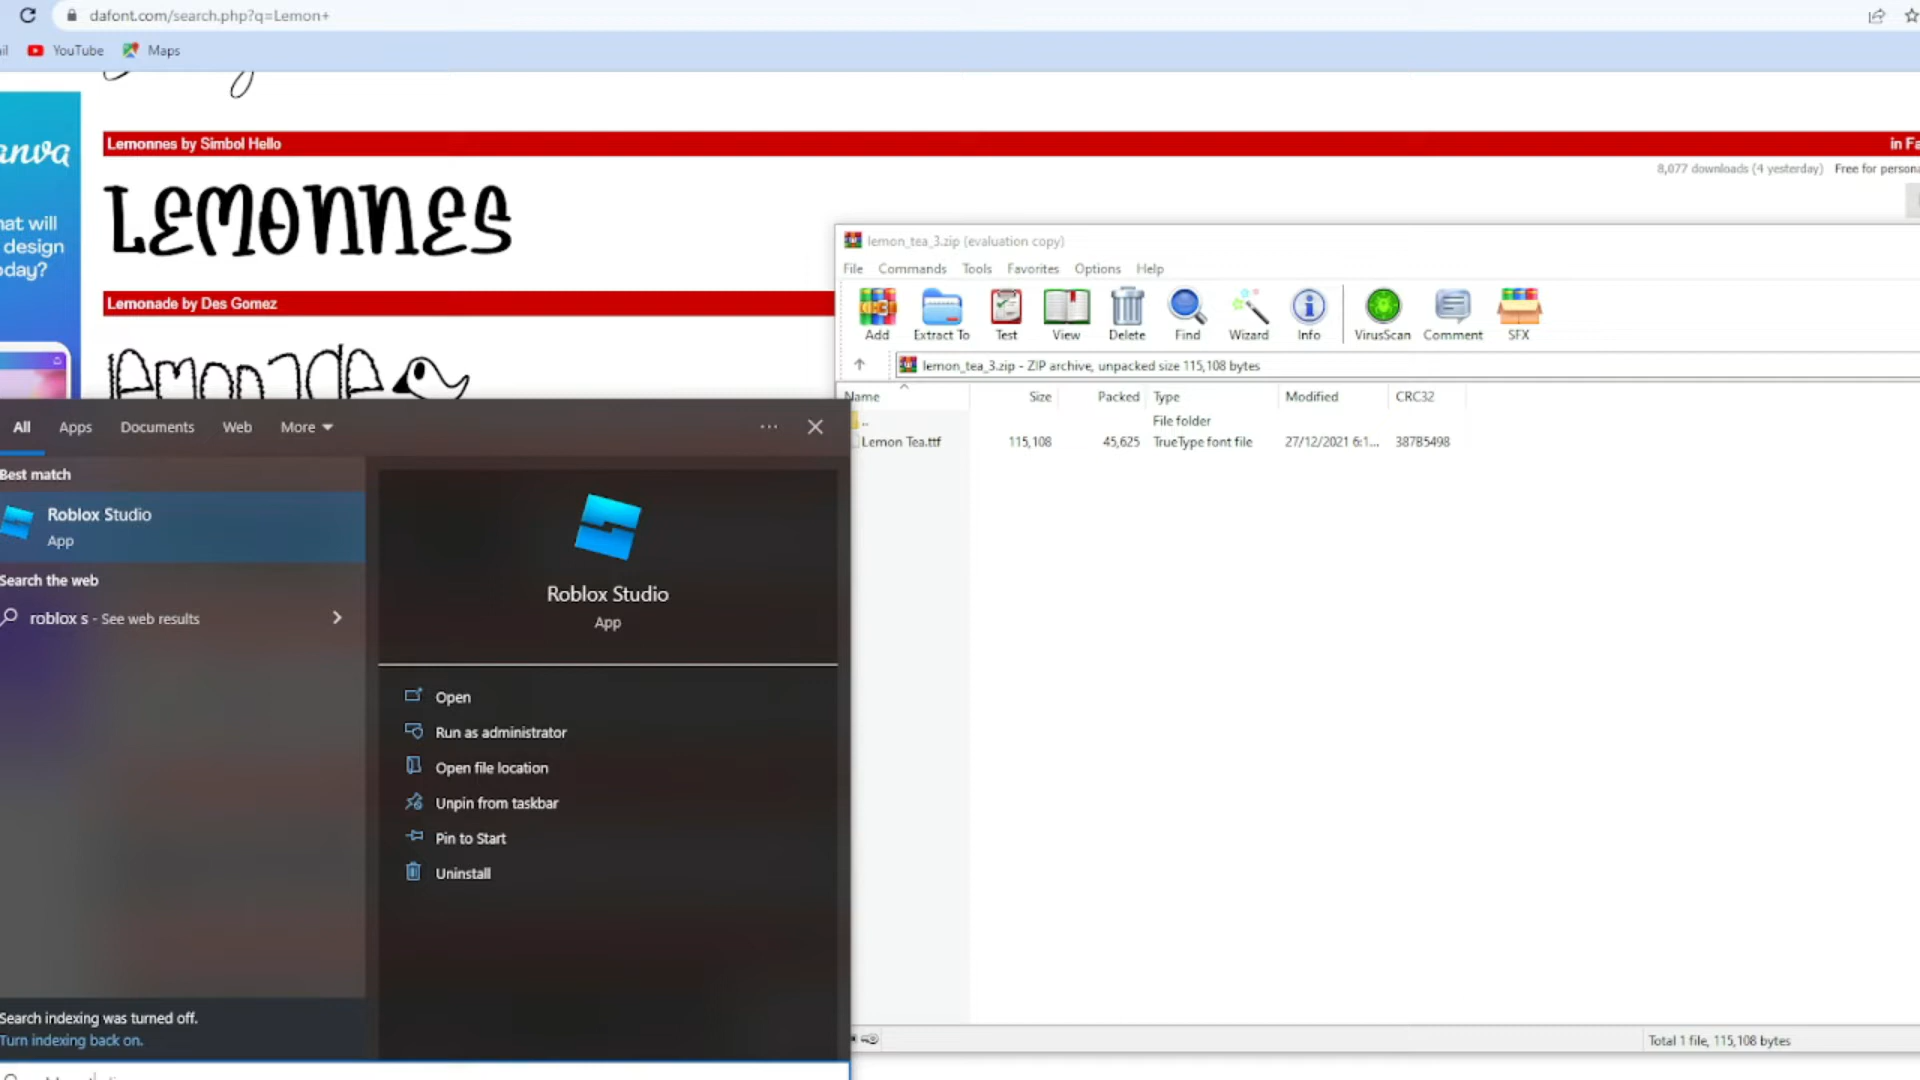 dafont.com/search.php?q=Lemon+
YouTube
Maps
Lemonnes by Simbol Hello
LEMONNES
8,077 downloads (4 yesterday)
Free for
Lemonade by Des Gomez
Lemonade
design
lemon_tea_3.zip (evaluation copy)
File Commands Tools Favorites Options Help
Add Extract To Test View Delete Find Wizard Info VirusScan Comment SFX
lemon_tea_3.zip - ZIP archive, unpacked size 115,108 bytes
Name Size Packed Type Modified CRC32
.. File folder
Lemon Tea.ttf 115,108 45,625 TrueType font file 27/12/2021 6:1... 387B5498
Total 1 file, 115,108 bytes
All Apps Documents Web More
Best match
Roblox Studio
App
Search the web
roblox s - See web results
Roblox Studio
App
Open
Run as administrator
Open file location
Unpin from taskbar
Pin to Start
Uninstall
Search indexing was turned off.
Turn indexing back on.